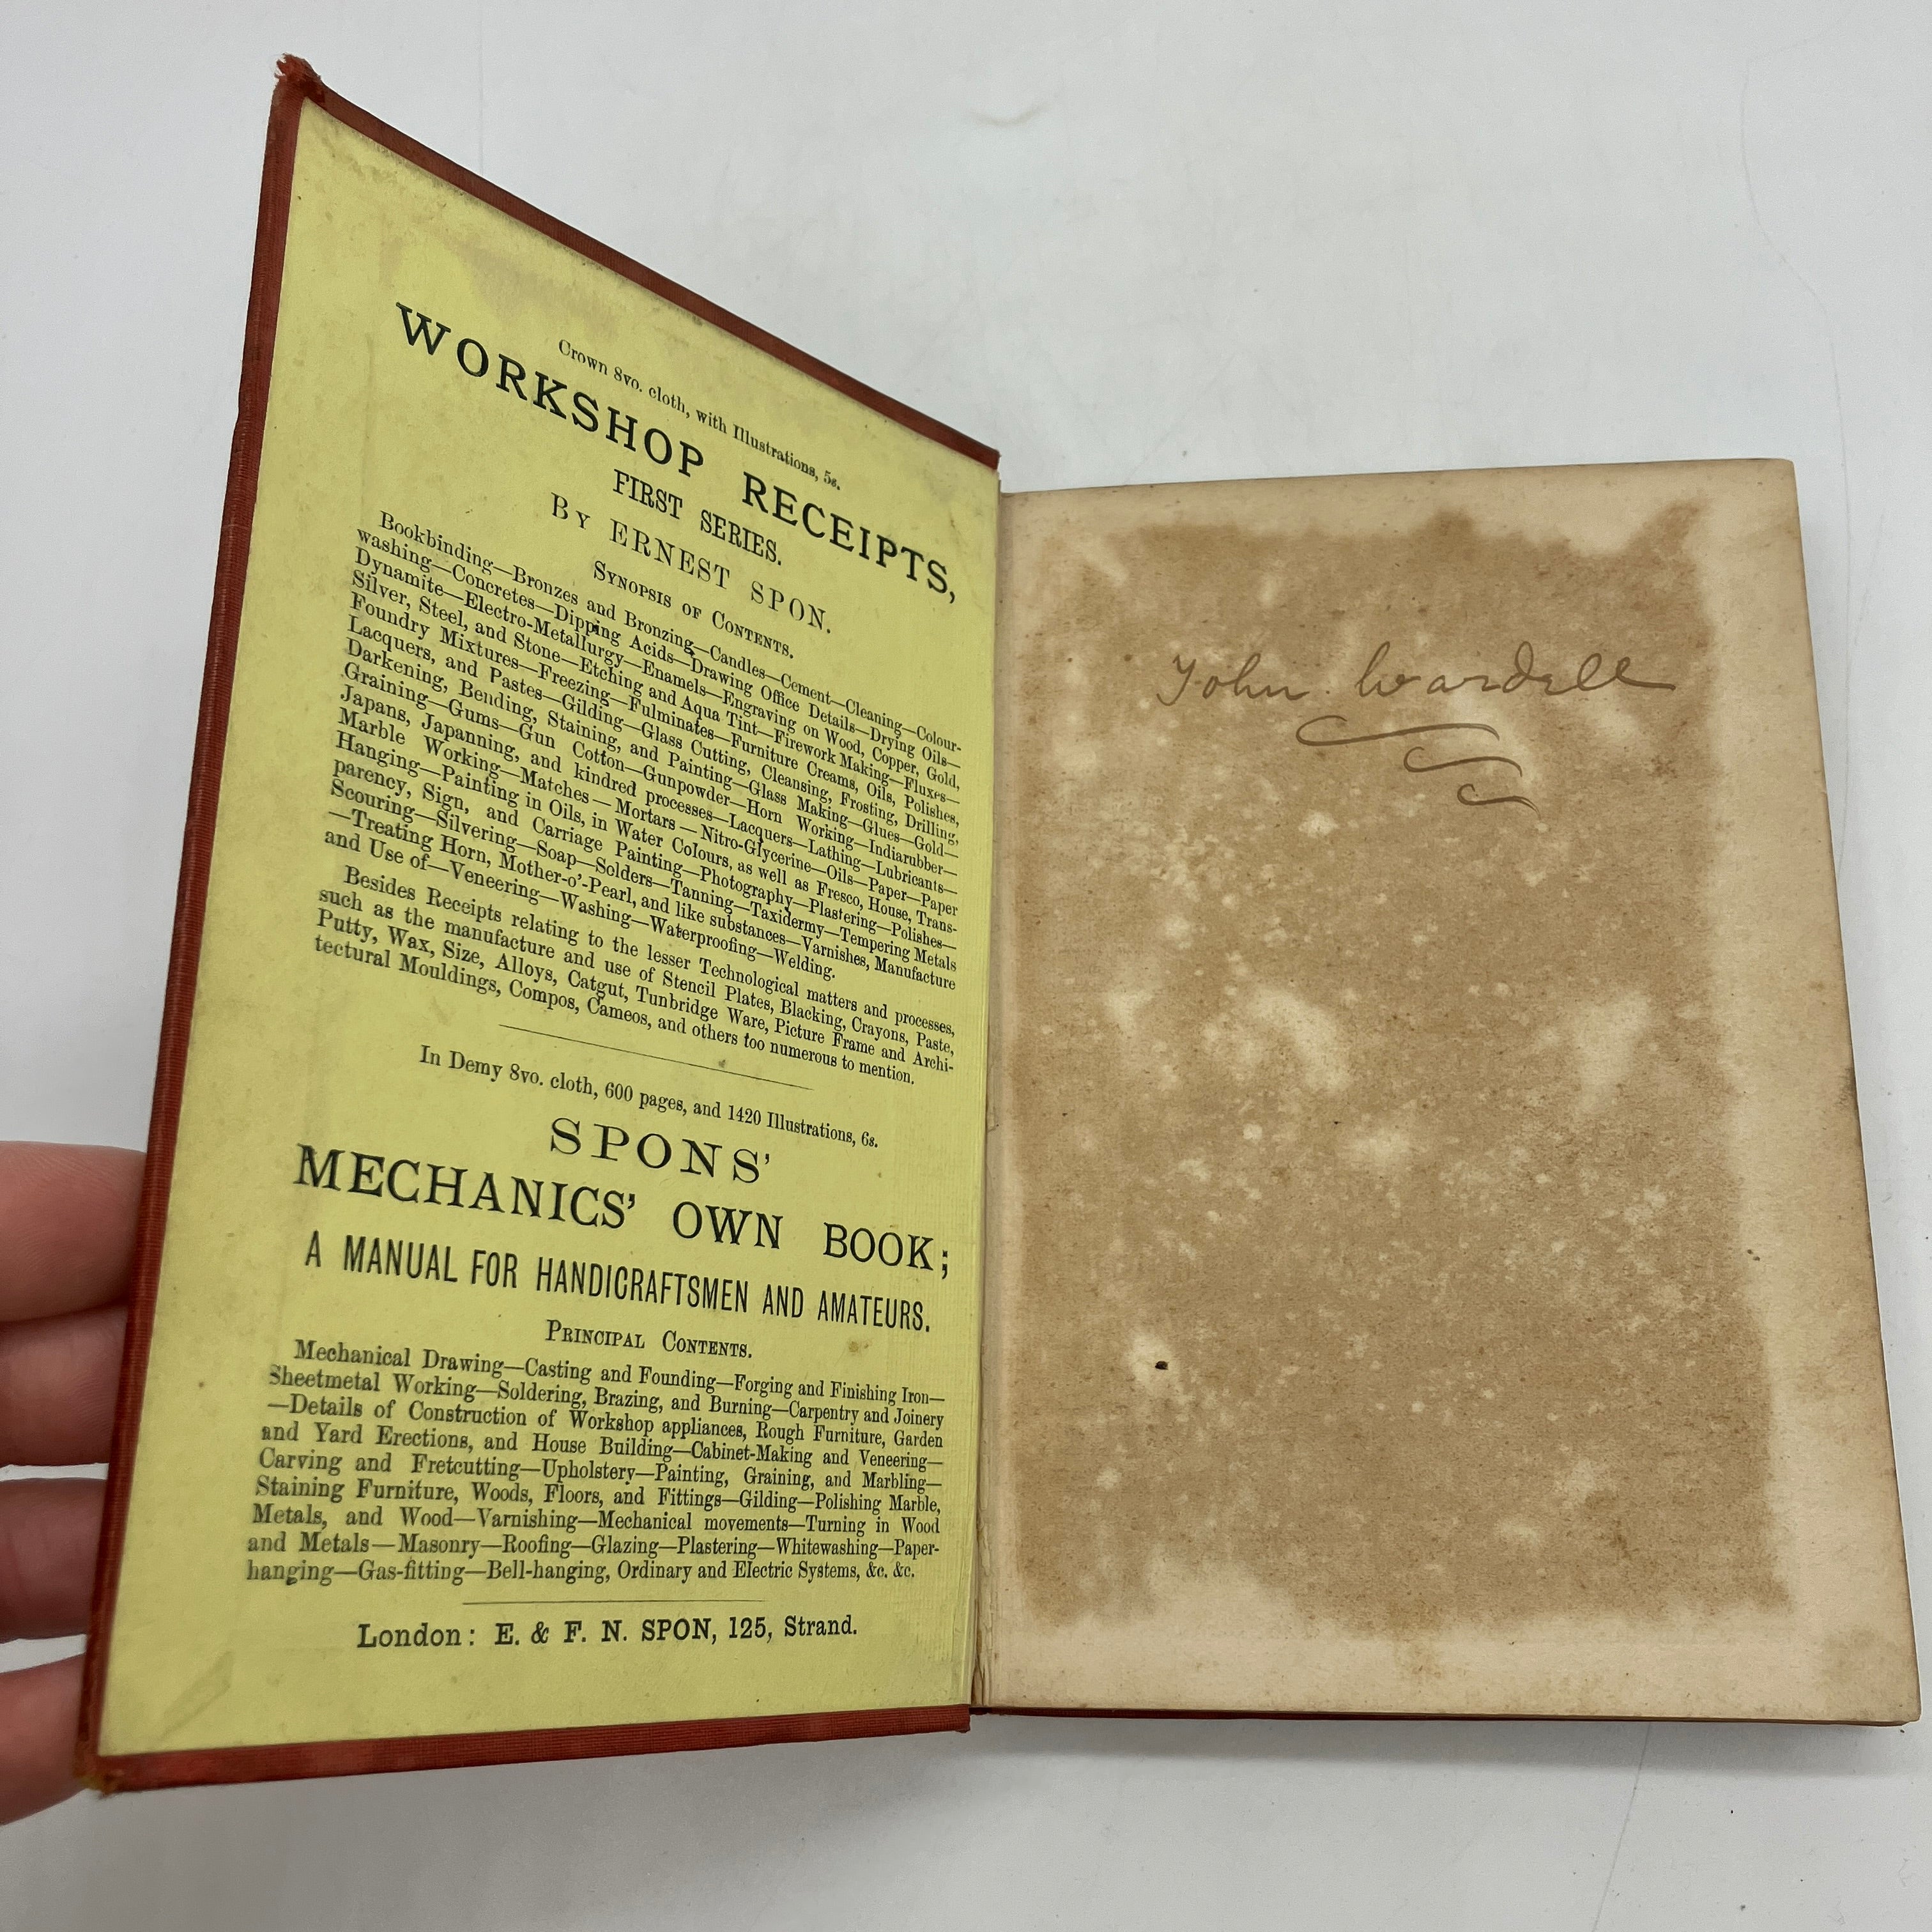 Crown 8vo. cloth, with Illustrations, 5s.
WORKSHOP RECEIPTS,
FIRST SERIES.
BY ERNEST SPON.
SYNOPSIS OF CONTENTS.
Bookbinding—Bronzes and Bronzing—Candles—Cement—Cleaning—Colour-
washing—Concretes—Dipping Acids—Drawing Office Details—Drying Oils—
Dynamite—Electro-Metallurgy—Enamels—Engraving on Wood, Copper, Gold,
Silver, Steel, and Stone—Etching and Aqua Tint—Firework Making—Fluxes—
Foundry Mixtures—Freezing—Fulminates—Furniture Creams, Oils, Polishes,
Lacquers, and Pastes—Gilding—Glass Cutting, Cleansing, Frosting, Drilling,
Darkening, Bending, Staining, and Painting—Glass Making—Glues—Gold—
Graining—Gums—Gun Cotton—Gunpowder—Horn Working—Indiarubber—
Japans, Japanning, and kindred processes—Lacquers—Lathing—Lubricants—
Marble Working—Matches—Mortars—Nitro-Glycerine—Oils—Paper—Paper
Hanging—Painting in Oils, in Water Colours, as well as Fresco, House, Trans-
parency, Sign, and Carriage Painting—Photography—Plastering—Polishes—
Scouring—Silvering—Soap—Solders—Tanning—Taxidermy—Tempering Metals
—Treating Horn, Mother-o'-Pearl, and like substances—Varnishes, Manufacture
and Use of—Veneering—Washing—Waterproofing—Welding.
Besides Receipts relating to the lesser Technological matters and processes,
such as the manufacture and use of Stencil Plates, Blacking, Crayons, Paste,
Putty, Wax, Size, Alloys, Catgut, Tunbridge Ware, Picture Frame and Archi-
tectural Mouldings, Compos, Cameos, and others too numerous to mention.
In Demy 8vo. cloth, 600 pages, and 1420 Illustrations, 6s.
SPONS'
MECHANICS' OWN BOOK;
A MANUAL FOR HANDICRAFTSMEN AND AMATEURS.
PRINCIPAL CONTENTS.
Mechanical Drawing—Casting and Founding—Forging and Finishing Iron—
Sheetmetal Working—Soldering, Brazing, and Burning—Carpentry and Joinery
—Details of Construction of Workshop appliances, Rough Furniture, Garden
and Yard Erections, and House Building—Cabinet-Making and Veneering—
Carving and Fretcutting—Upholstery—Painting, Graining, and Marbling—
Staining Furniture, Woods, Floors, and Fittings—Gilding—Polishing Marble,
Metals, and Wood—Varnishing—Mechanical movements—Turning in Wood
and Metals—Masonry—Roofing—Glazing—Plastering—Whitewashing—Paper-
hanging—Gas-fitting—Bell-hanging, Ordinary and Electric Systems, &c. &c.
London: E. & F. N. SPON, 125, Strand.
John Wardell